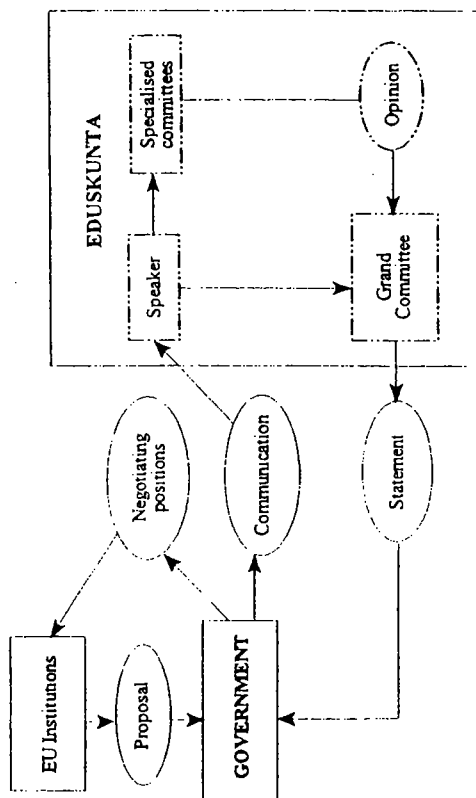 EDUSKUNTA
EU Institutions
Negotiating
positions
Speaker
Specialised
committees
Proposal
GOVERNMENT
Communication
Statement
Grand
Committee
Opinion